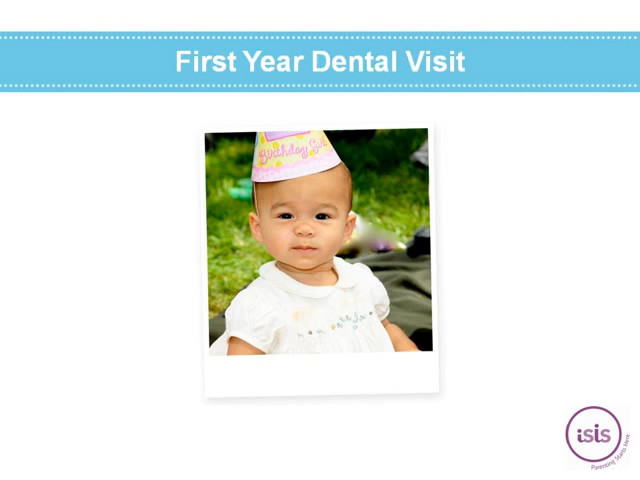 First Year Dental Visit
Birthday Girl
isis
Parenting Starts Here.